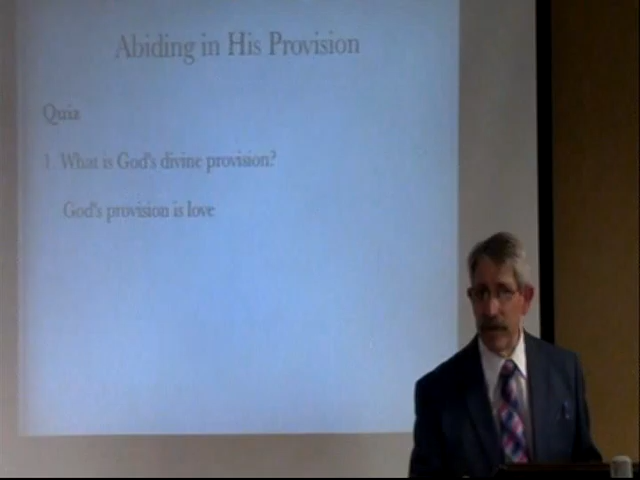 Abiding in His Provision
Quiz
1. What is God's divine provision?
God's provision is love